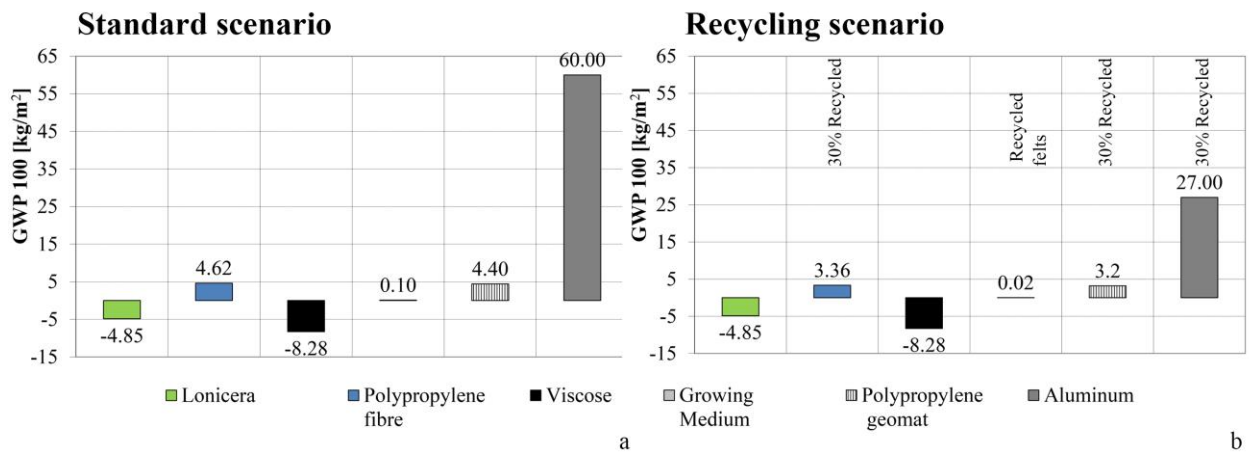 Standard scenario
GWP 100 [kg/m²]
65
55
45
35
25
15
5
-5
-15
-4.85
4.62
-8.28
0.10
4.40
60.00
Recycling scenario
GWP 100 [kg/m²]
65
55
45
35
25
15
5
-5
-15
30% Recycled
Recycled
felts
30% Recycled
30% Recycled
-4.85
3.36
-8.28
0.02
3.2
27.00
Lonicera
Polypropylene
fibre
Viscose
Growing
Medium
Polypropylene
geomat
Aluminum
a
b